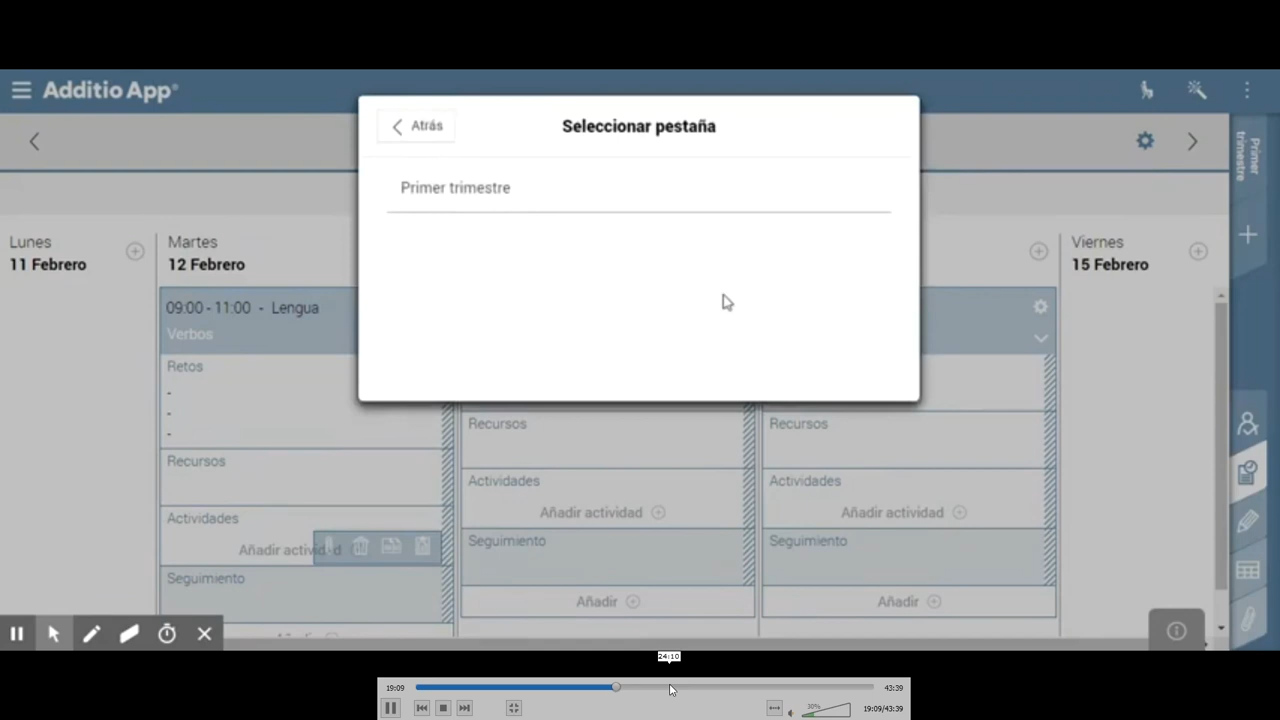 Additio App®
Atrás
Seleccionar pestaña
Primer trimestre
Primer
trimestre
Lunes
11 Febrero
Martes
12 Febrero
Viernes
15 Febrero
09:00 - 11:00 - Lengua
Verbos
Retos
-
-
-
Recursos
Actividades
Añadir actividad
Seguimiento
Recursos
Actividades
Añadir actividad
Seguimiento
Añadir
Recursos
Actividades
Añadir actividad
Seguimiento
Añadir
24:10
19:09
43:39
30%
19:09/43:39